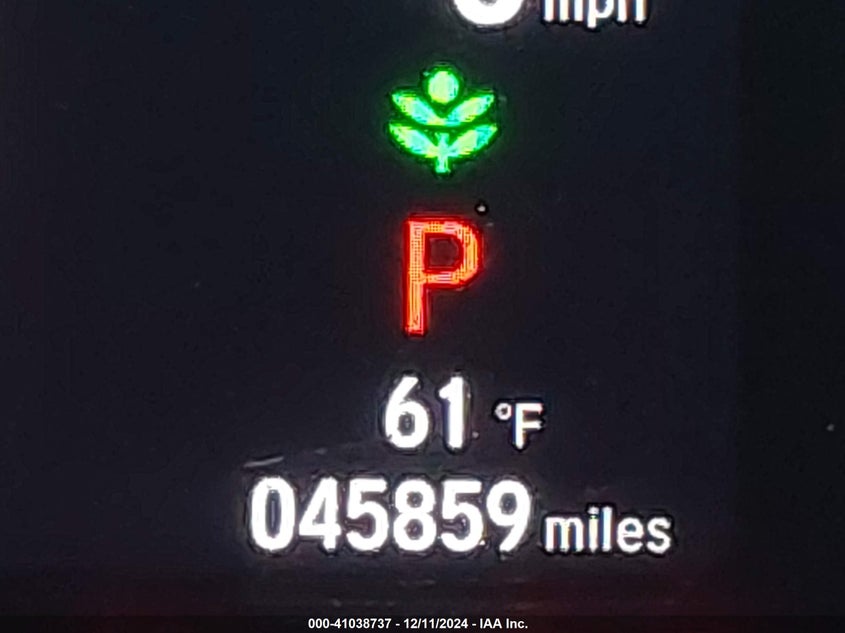 mph
P
61 °F
045859 miles
000-41038737 - 12/11/2024 - IAA Inc.